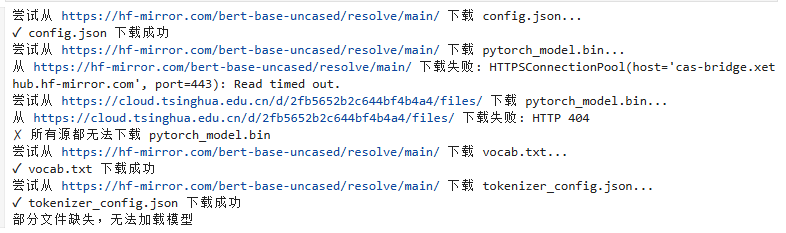 尝试从 https://hf-mirror.com/bert-base-uncased/resolve/main/ 下载 config.json...
✓ config.json 下载成功
尝试从 https://hf-mirror.com/bert-base-uncased/resolve/main/ 下载 pytorch_model.bin...
从 https://hf-mirror.com/bert-base-uncased/resolve/main/ 下载失败: HTTPSConnectionPool(host='cas-bridge.xet
hub.hf-mirror.com', port=443): Read timed out.
尝试从 https://cloud.tsinghua.edu.cn/d/2fb5652b2c644bf4b4a4/files/ 下载 pytorch_model.bin...
从 https://cloud.tsinghua.edu.cn/d/2fb5652b2c644bf4b4a4/files/ 下载失败: HTTP 404
✗ 所有源都无法下载 pytorch_model.bin
尝试从 https://hf-mirror.com/bert-base-uncased/resolve/main/ 下载 vocab.txt...
✓ vocab.txt 下载成功
尝试从 https://hf-mirror.com/bert-base-uncased/resolve/main/ 下载 tokenizer_config.json...
✓ tokenizer_config.json 下载成功
部分文件缺失，无法加载模型